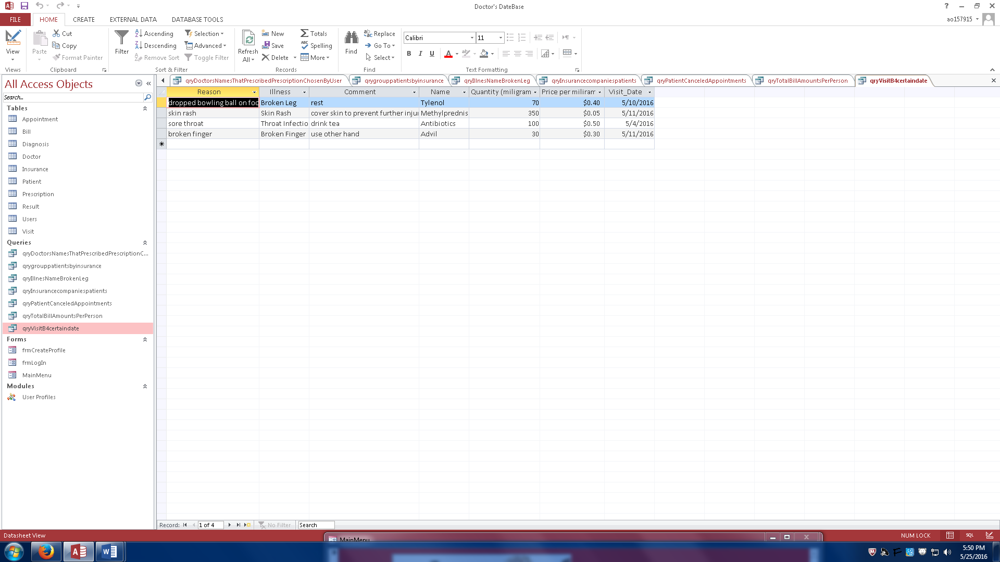 Doctor's DateBase
?
FILE HOME CREATE EXTERNAL DATA DATABASE TOOLS
ao157915
View
Views
Paste
Cut
Copy
Format Painter
Clipboard
Filter
Ascending
Descending
Remove Sort
Selection
Advanced
Toggle Filter
Sort & Filter
Refresh
All
New
Save
Delete
Totals
Spelling
More
Records
Find
Replace
Go To
Select
Find
Calibri 11
B I U
Text Formatting
All Access Objects
Search...
Tables
Appointment
Bill
Diagnosis
Doctor
Insurance
Patient
Prescription
Result
Users
Visit
Queries
qryDoctorsNamesThatPrescribedPrescriptionC...
qrygrouppatientsbyinsurance
qryIllnesNameBrokenLeg
qryInsurancecompaniespatients
qryPatientCanceledAppointments
qryTotalBillAmountsPerPerson
qryVisitB4certaindate
Forms
frmCreateProfile
frmLogIn
MainMenu
Modules
User Profiles
qryDoctorsNamesThatPrescribedPrescriptionChosenByUser qrygrouppatientsbyinsurance qryIllnesNameBrokenLeg qryInsurancecompaniespatients qryPatientCanceledAppointments qryTotalBillAmountsPerPerson qryVisitB4certaindate
Reason Illness Comment Name Quantity (miligram Price per miliram Visit_Date
dropped bowling ball on foo Broken Leg rest Tylenol 70 $0.40 5/10/2016
skin rash Skin Rash cover skin to prevent further injur Methylprednis 350 $0.05 5/11/2016
sore throat Throat Infectio drink tea Antibiotics 100 $0.50 5/4/2016
broken finger Broken Finger use other hand Advil 30 $0.30 5/11/2016
Record: 1 of 4 No Filter Search
Datasheet View NUM LOCK SQL
MainMenu
5:50 PM
5/25/2016